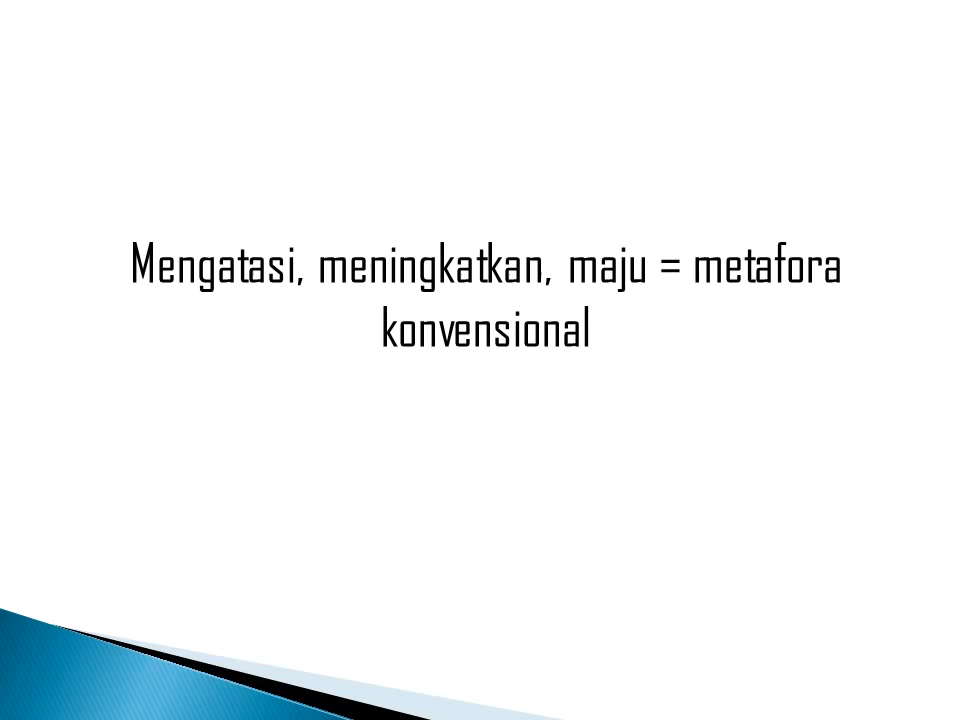 Mengatasi, meningkatkan, maju = metafora
konvensional